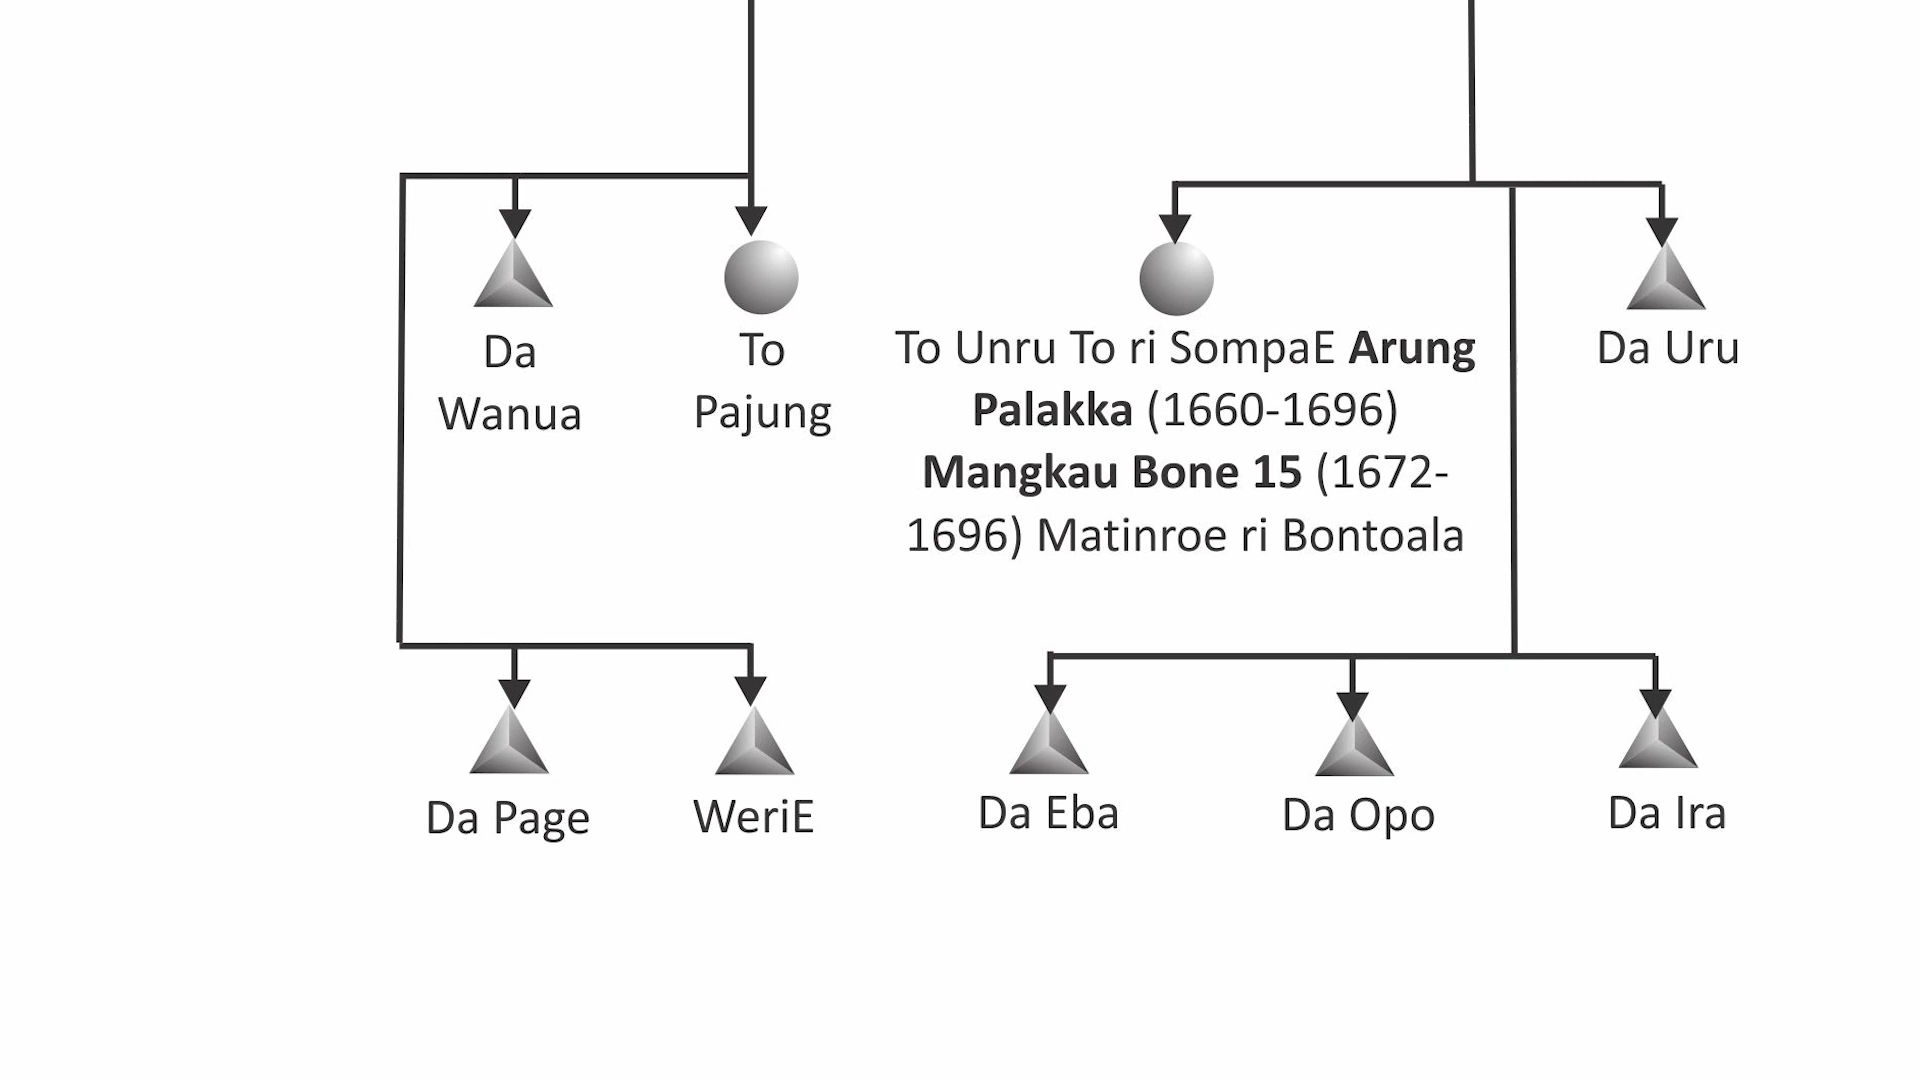 Da
Wanua
To
Pajung
To Unru To ri SompaE Arung
Palakka (1660-1696)
Mangkau Bone 15 (1672-
1696) Matinroe ri Bontoala
Da Uru
Da Page
WeriE
Da Eba
Da Opo
Da Ira